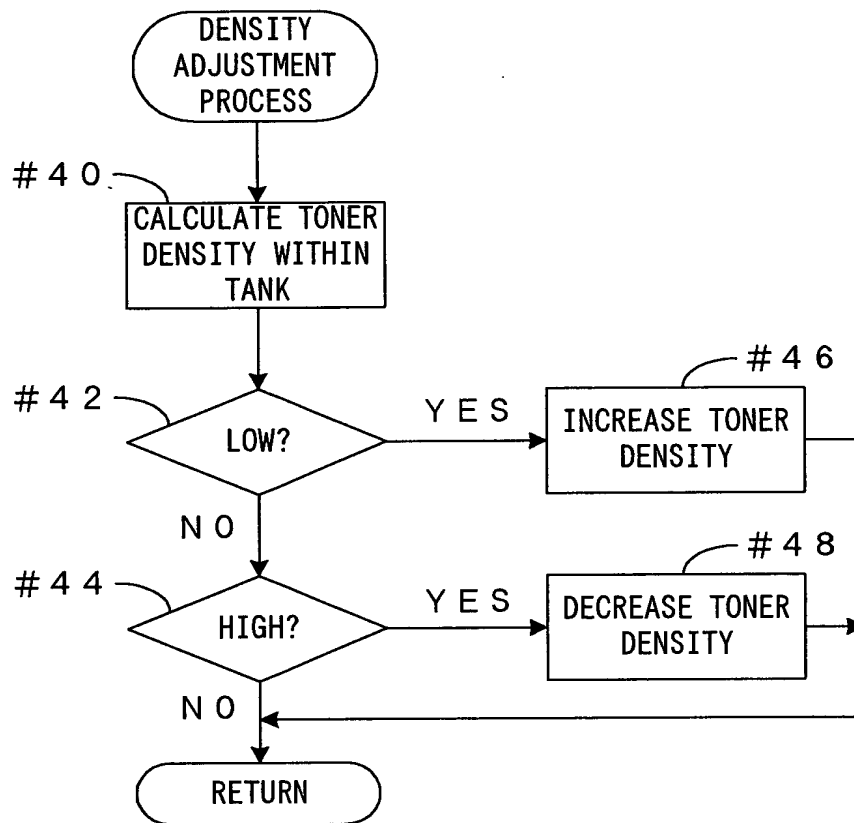 DENSITY
ADJUSTMENT
PROCESS
#40
CALCULATE TONER
DENSITY WITHIN
TANK
#42
LOW?
YES
#46
INCREASE TONER
DENSITY
NO
#44
HIGH?
YES
#48
DECREASE TONER
DENSITY
NO
RETURN